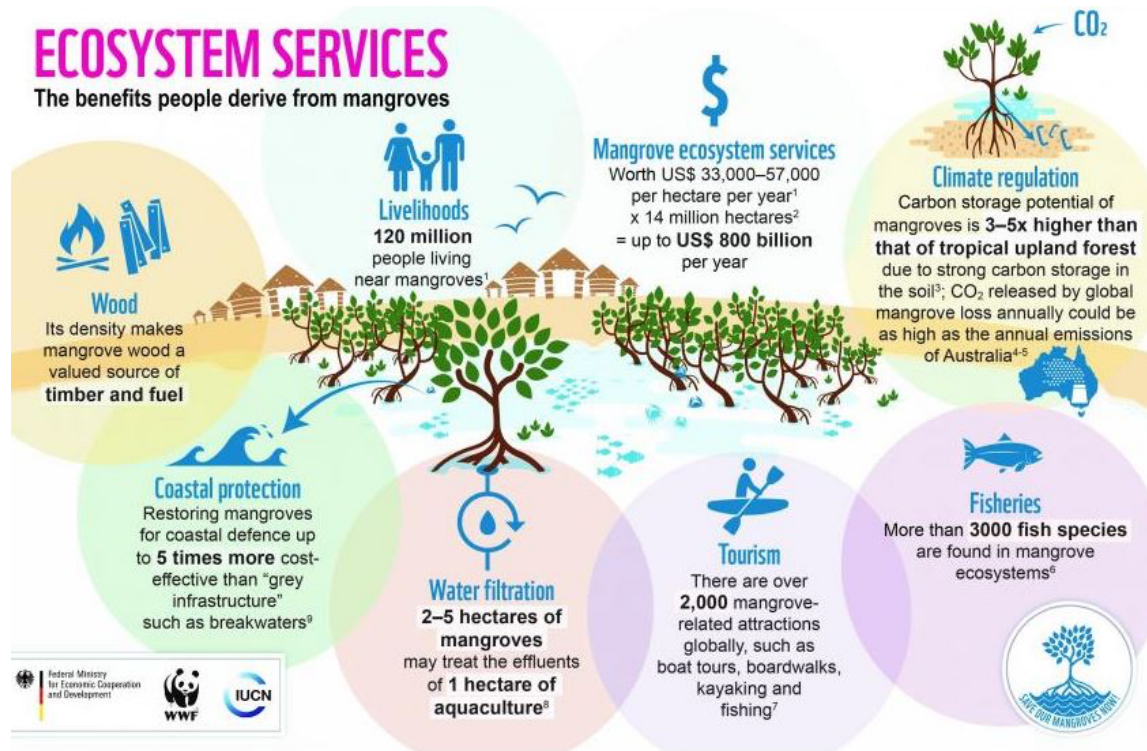 ECOSYSTEM SERVICES
The benefits people derive from mangroves
Wood
Its density makes
mangrove wood a
valued source of
timber and fuel
Livelihoods
120 million
people living
near mangroves¹
$
Mangrove ecosystem services
Worth US$ 33,000–57,000
per hectare per year¹
x 14 million hectares²
= up to US$ 800 billion
per year
CO₂
C C C
Climate regulation
Carbon storage potential of
mangroves is 3–5x higher than
that of tropical upland forest
due to strong carbon storage in
the soil³; CO₂ released by global
mangrove loss annually could be
as high as the annual emissions
of Australia⁴⁻⁵
Coastal protection
Restoring mangroves
for coastal defence up
to 5 times more cost-
effective than “grey
infrastructure”
such as breakwaters⁹
Water filtration
2–5 hectares of
mangroves
may treat the effluents
of 1 hectare of
aquaculture⁸
Tourism
There are over
2,000 mangrove-
related attractions
globally, such as
boat tours, boardwalks,
kayaking and
fishing⁷
Fisheries
More than 3000 fish species
are found in mangrove
ecosystems⁶
Federal Ministry
for Economic Cooperation
and Development
WWF
IUCN
SAVE OUR MANGROVES NOW!